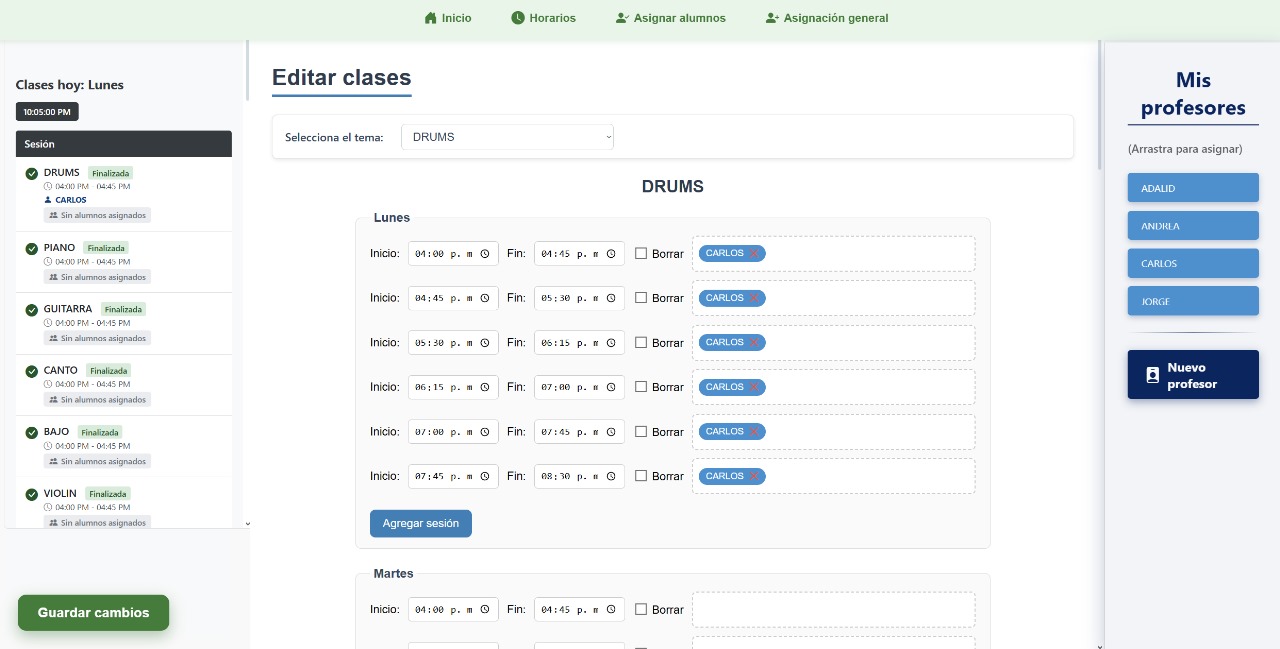 Inicio Horarios Asignar alumnos Asignación general
Clases hoy: Lunes
10:05:00 PM
Sesión
DRUMS Finalizada
04:00 PM - 04:45 PM
CARLOS
Sin alumnos asignados
PIANO Finalizada
04:00 PM - 04:45 PM
Sin alumnos asignados
GUITARRA Finalizada
04:00 PM - 04:45 PM
Sin alumnos asignados
CANTO Finalizada
04:00 PM - 04:45 PM
Sin alumnos asignados
BAJO Finalizada
04:00 PM - 04:45 PM
Sin alumnos asignados
VIOLIN Finalizada
04:00 PM - 04:45 PM
Sin alumnos asignados
Guardar cambios
Editar clases
Selecciona el tema: DRUMS
DRUMS
Lunes
Inicio: 04:00 p. m Fin: 04:45 p. m Borrar CARLOS
Inicio: 04:45 p. m Fin: 05:30 p. m Borrar CARLOS
Inicio: 05:30 p. m Fin: 06:15 p. m Borrar CARLOS
Inicio: 06:15 p. m Fin: 07:00 p. m Borrar CARLOS
Inicio: 07:00 p. m Fin: 07:45 p. m Borrar CARLOS
Inicio: 07:45 p. m Fin: 08:30 p. m Borrar CARLOS
Agregar sesión
Martes
Inicio: 04:00 p. m Fin: 04:45 p. m Borrar
Mis
profesores
(Arrastra para asignar)
ADALID
ANDREA
CARLOS
JORGE
Nuevo
profesor